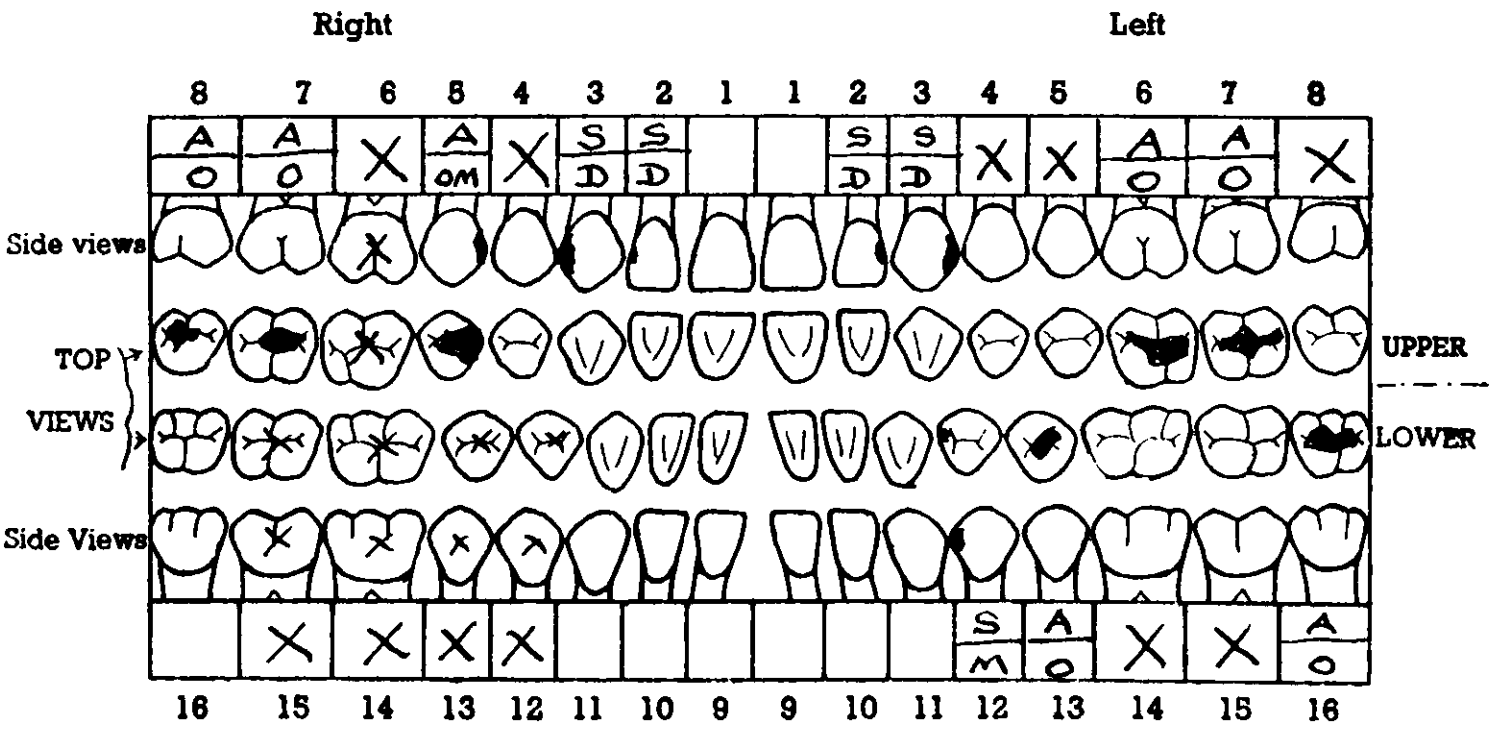 Right Left
8 7 6 5 4 3 2 1 1 2 3 4 5 6 7 8
A A X A X S S S S X X A A X
O O OM D D D D O O
Side views
TOP UPPER
VIEWS LOWER
Side Views
X X X X S A X X A
M O O
16 15 14 13 12 11 10 9 9 10 11 12 13 14 15 16